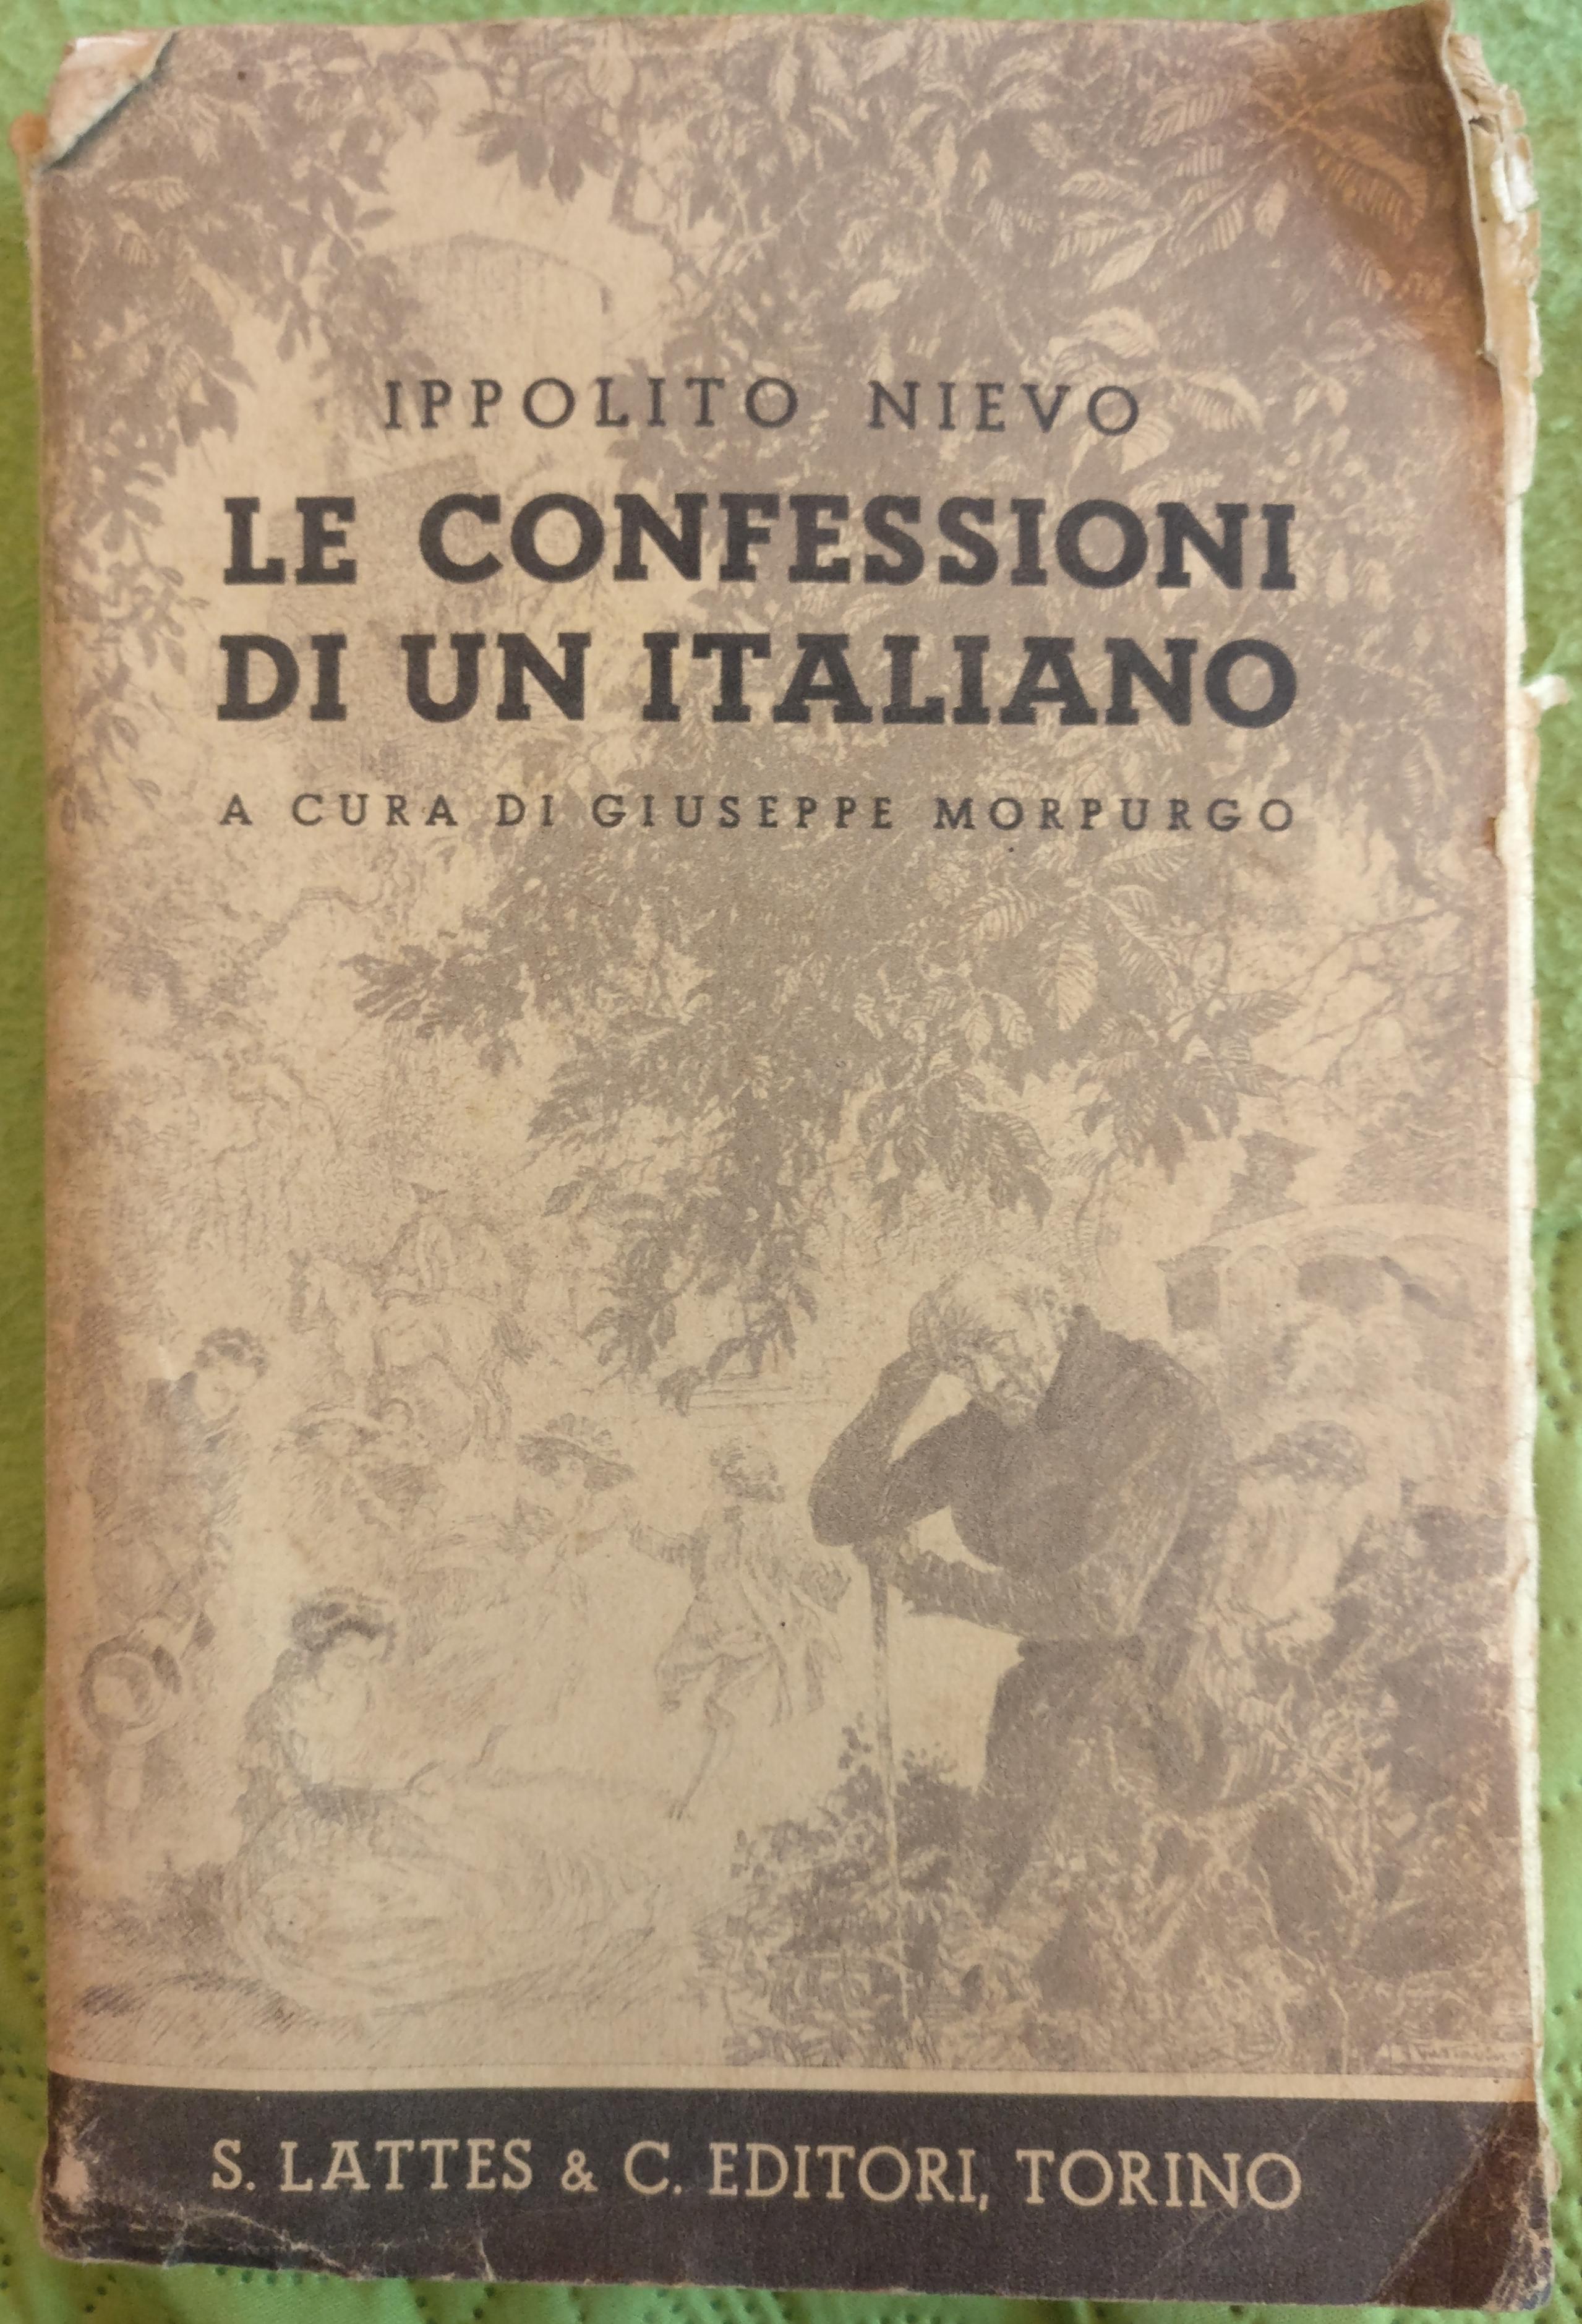 IPPOLITO NIEVO
LE CONFESSIONI
DI UN ITALIANO
A CURA DI GIUSEPPE MORPURGO
S. LATTES & C. EDITORI, TORINO